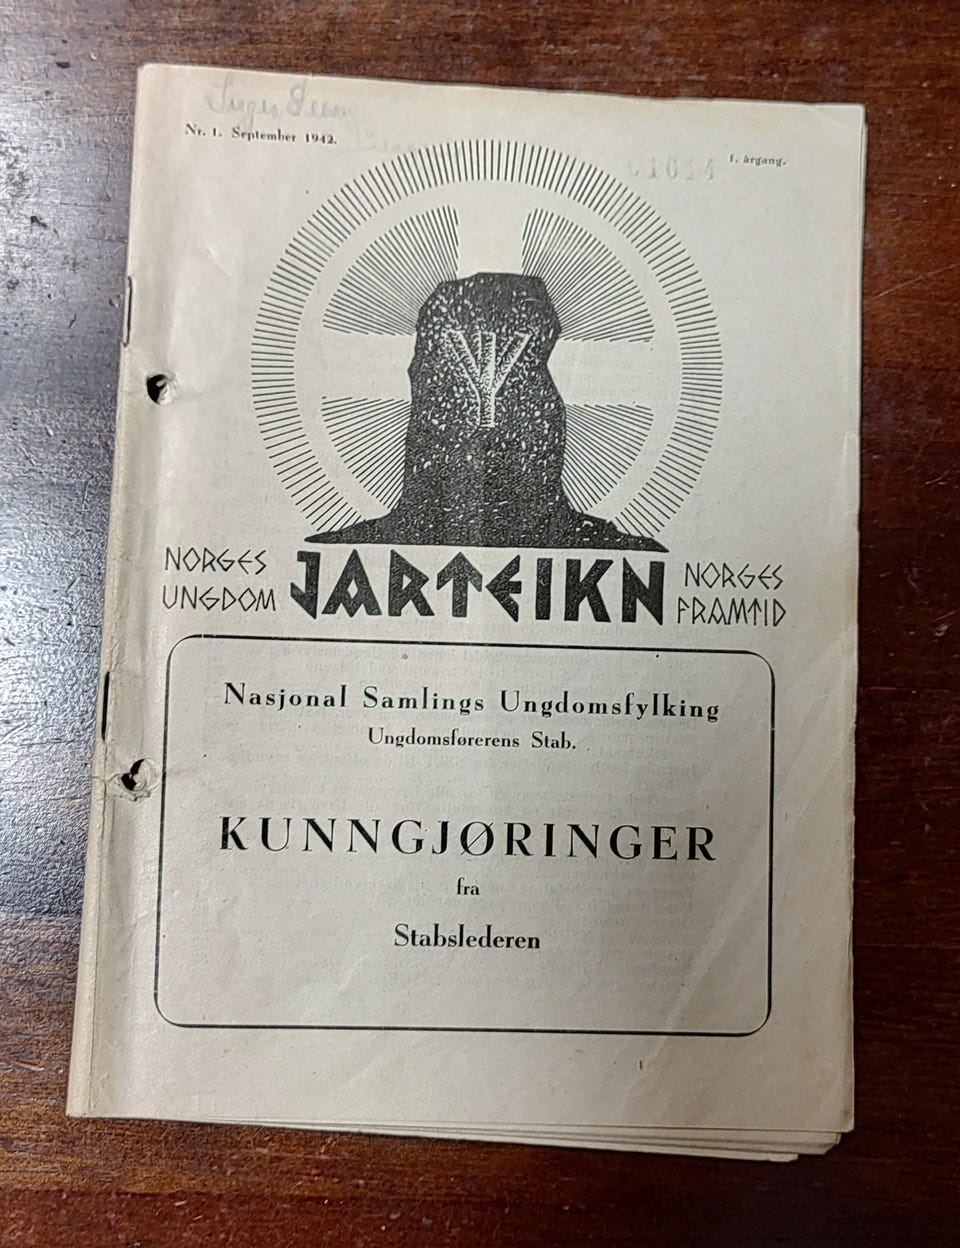 Nr. 1. September 1942.
1. årgang.
NORGES UNGDOM
JARTEIKN
NORGES FRAMTID
Nasjonal Samlings Ungdomsfylking
Ungdomsførerens Stab.
KUNNGJØRINGER
fra
Stabslederen